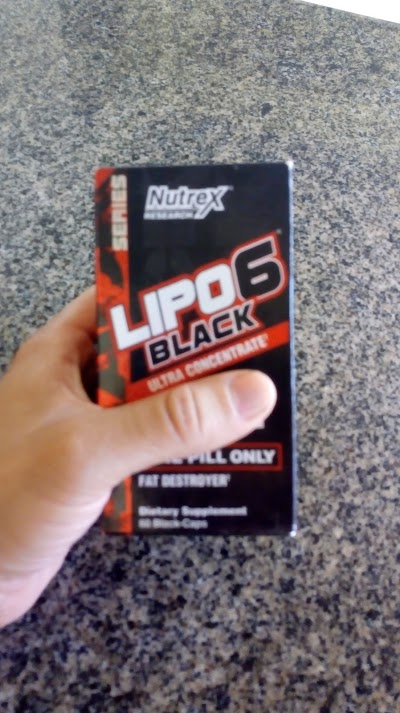 SERIES
Nutrex
RESEARCH
LIPO6
BLACK
ULTRA CONCENTRATE
PILL ONLY
FAT DESTROYER
Dietary Supplement
60 Black-Caps